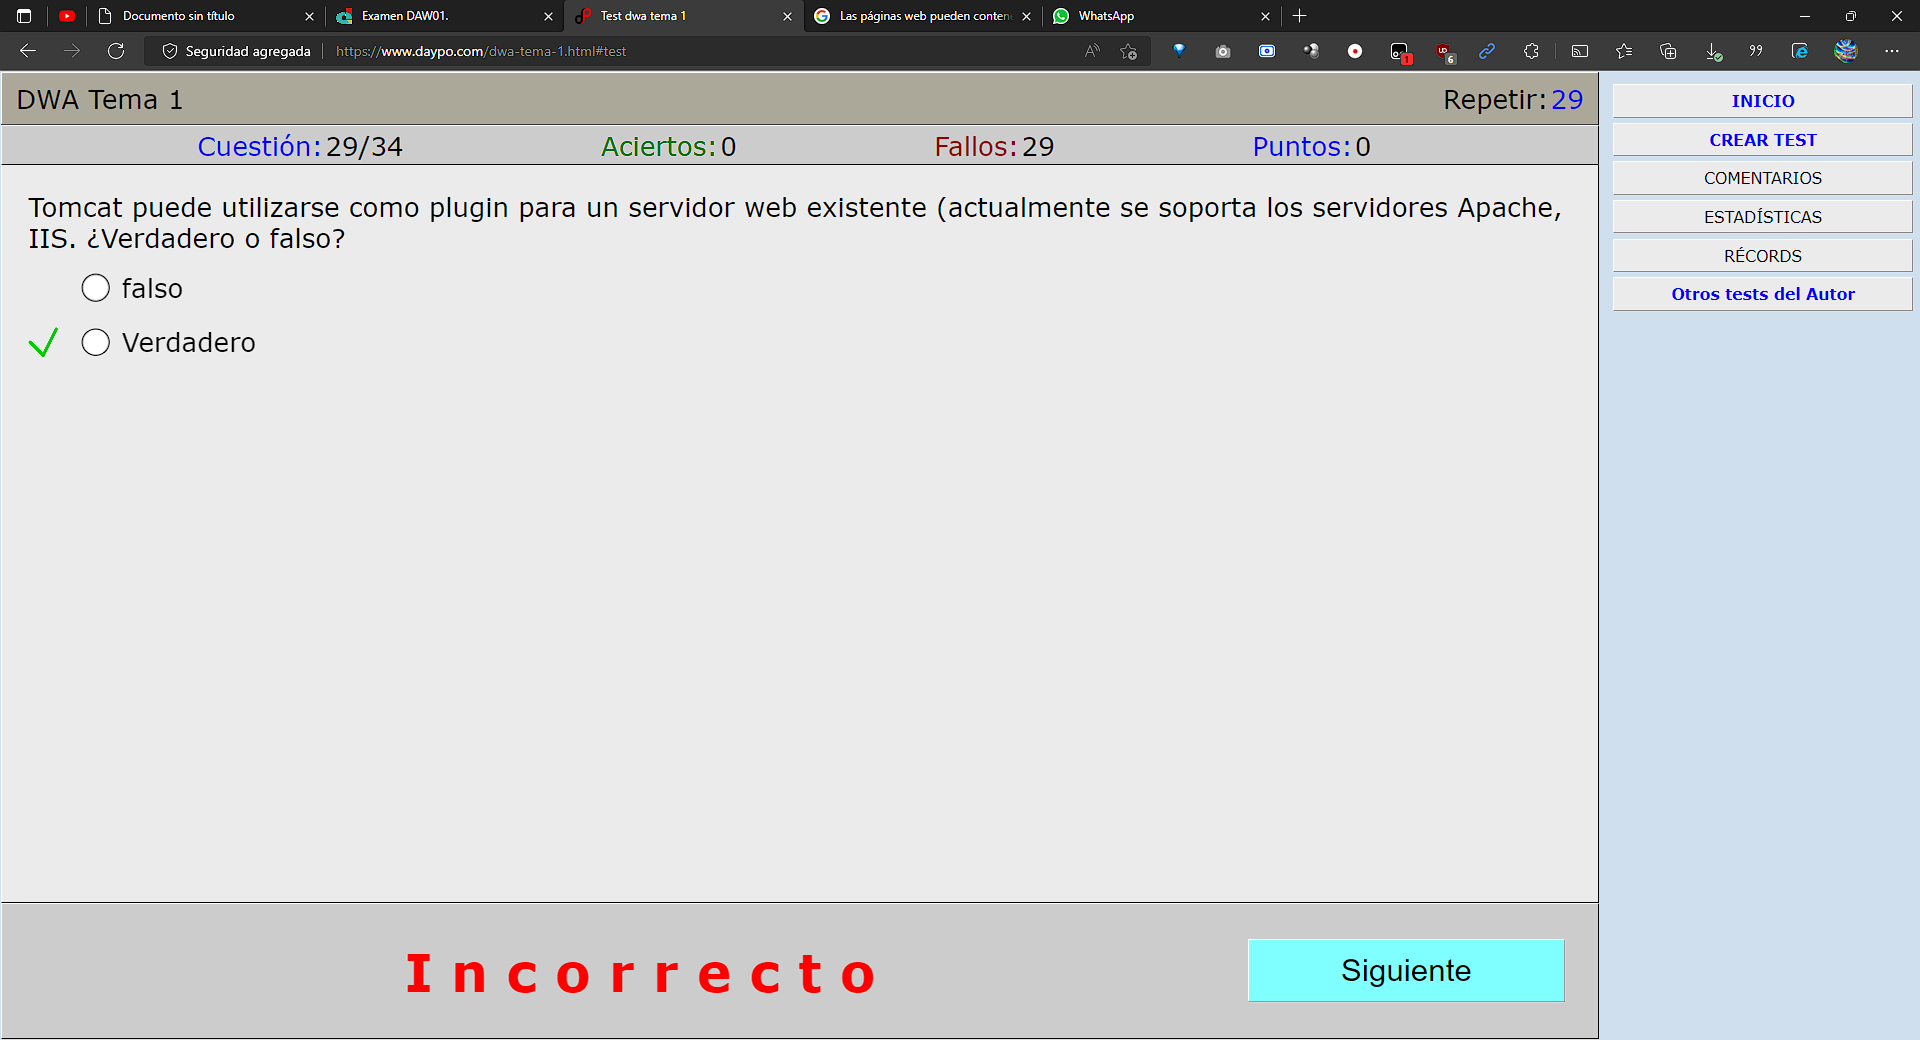 Documento sin título
Examen DAW01.
Test dwa tema 1
Las páginas web pueden conten
WhatsApp
Seguridad agregada
https://www.daypo.com/dwa-tema-1.html#test
1
6
DWA Tema 1
Repetir: 29
Cuestión: 29/34
Aciertos: 0
Fallos: 29
Puntos: 0
Tomcat puede utilizarse como plugin para un servidor web existente (actualmente se soporta los servidores Apache,
IIS. ¿Verdadero o falso?
falso
Verdadero
Incorrecto
Siguiente
INICIO
CREAR TEST
COMENTARIOS
ESTADÍSTICAS
RÉCORDS
Otros tests del Autor